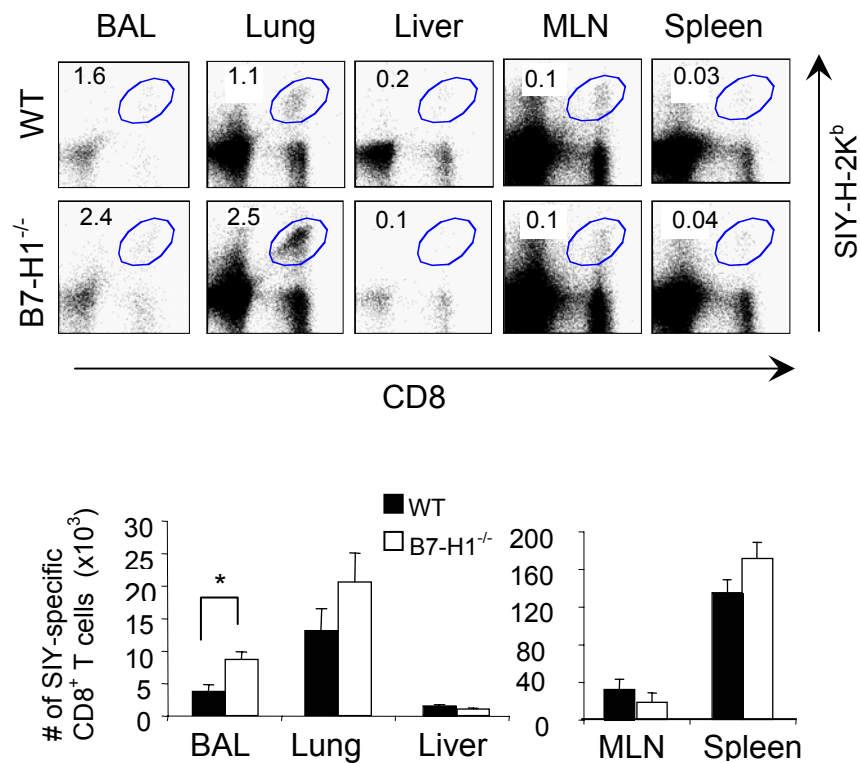 BAL Lung Liver MLN Spleen
WT
1.6 1.1 0.2 0.1 0.03
B7-H1-/-
2.4 2.5 0.1 0.1 0.04
SIY-H-2Kb
CD8
# of SIY-specific
CD8+ T cells (x103)
WT
B7-H1-/-
30
25
20
15
10
5
0
*
BAL Lung Liver
200
160
120
80
40
0
MLN Spleen